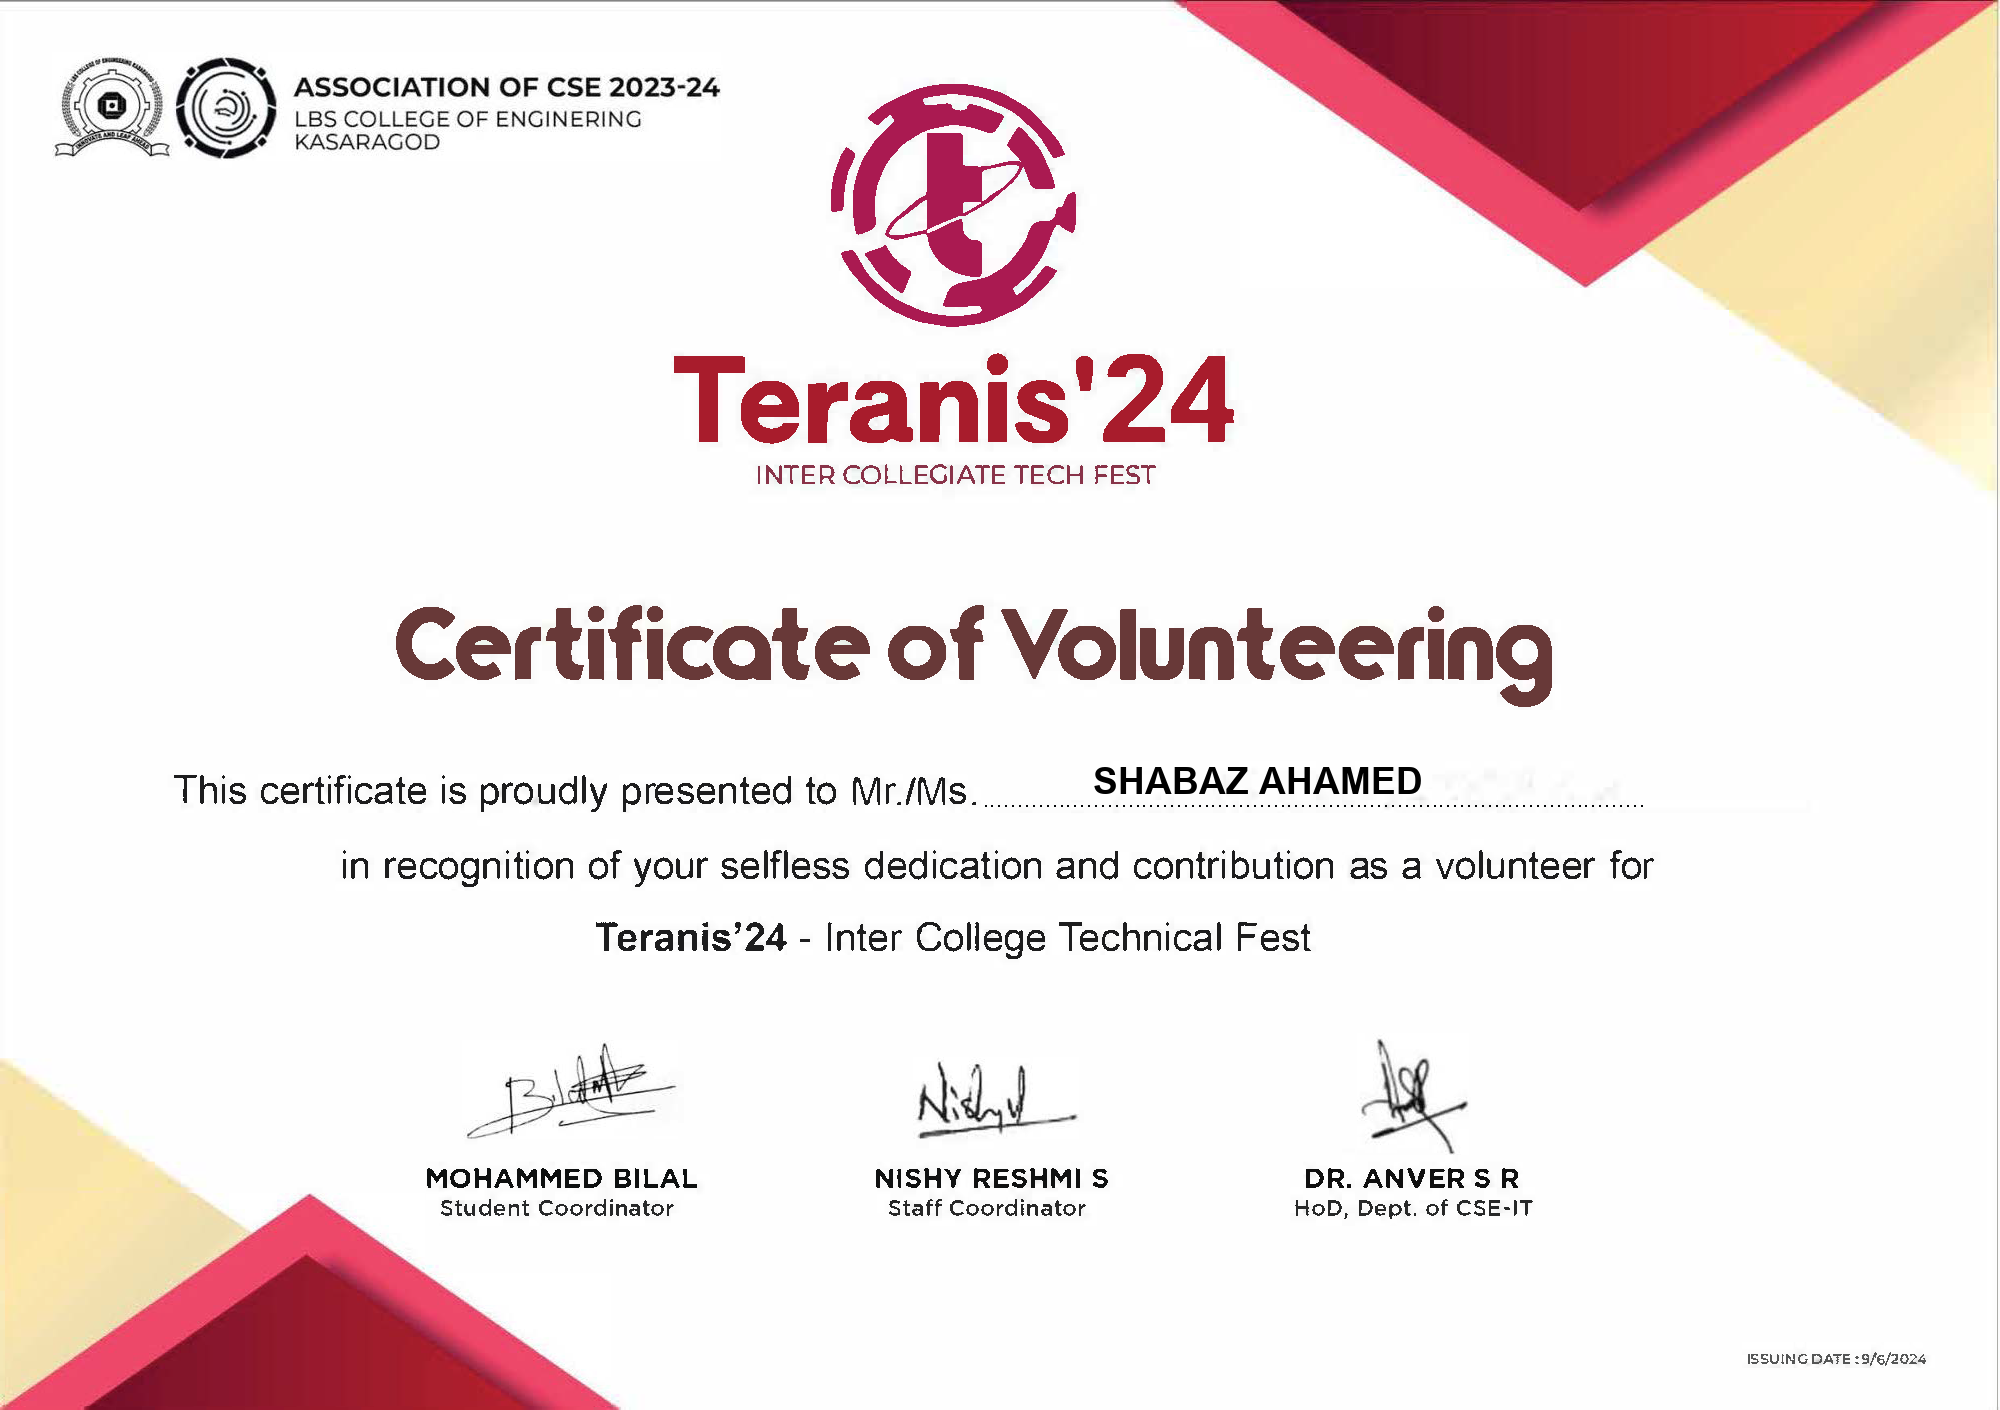 ASSOCIATION OF CSE 2023-24
LBS COLLEGE OF ENGINERING
KASARAGOD
Teranis'24
INTER COLLEGIATE TECH FEST
Certificate of Volunteering
This certificate is proudly presented to Mr./Ms. SHABAZ AHAMED
in recognition of your selfless dedication and contribution as a volunteer for
Teranis’24 - Inter College Technical Fest
MOHAMMED BILAL
Student Coordinator
NISHY RESHMI S
Staff Coordinator
DR. ANVER S R
HoD, Dept. of CSE-IT
ISSUING DATE : 9/6/2024